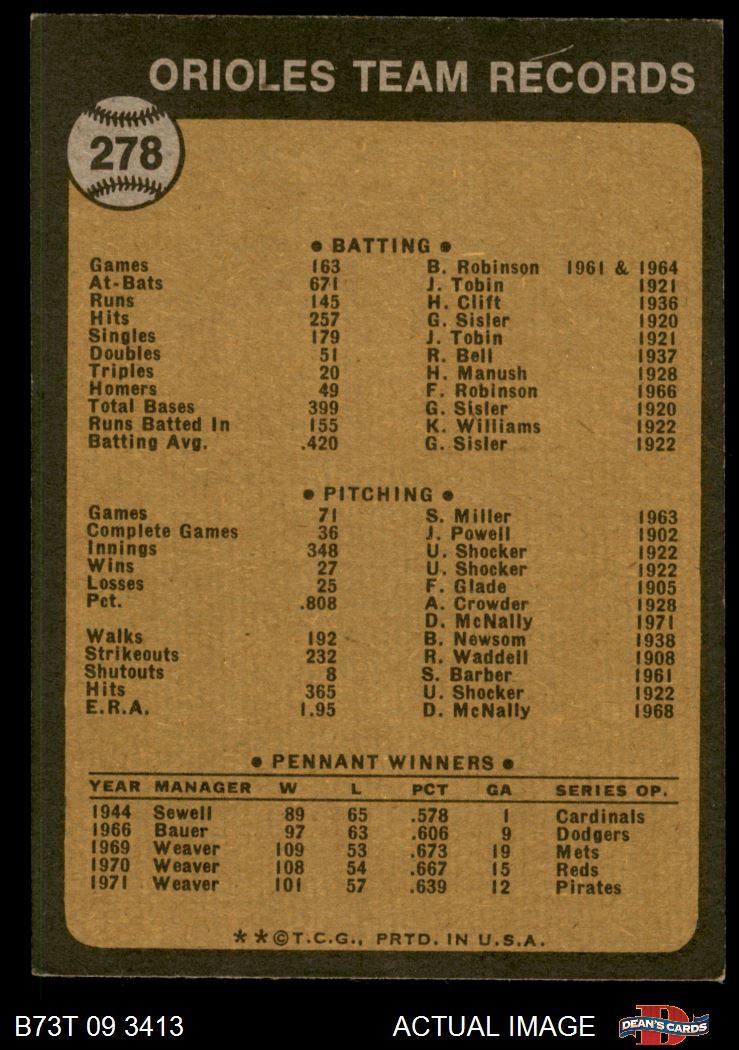 ORIOLES TEAM RECORDS
278
• BATTING •
Games 163 B. Robinson 1961 & 1964
At-Bats 671 J. Tobin 1921
Runs 145 H. Clift 1936
Hits 257 G. Sisler 1920
Singles 179 J. Tobin 1921
Doubles 51 R. Bell 1937
Triples 20 H. Manush 1928
Homers 49 F. Robinson 1966
Total Bases 399 G. Sisler 1920
Runs Batted In 155 K. Williams 1922
Batting Avg. .420 G. Sisler 1922
• PITCHING •
Games 71 S. Miller 1963
Complete Games 36 J. Powell 1902
Innings 348 U. Shocker 1922
Wins 27 U. Shocker 1922
Losses 25 F. Glade 1905
Pct. .808 A. Crowder 1928
D. McNally 1971
Walks 192 B. Newsom 1938
Strikeouts 232 R. Waddell 1908
Shutouts 8 S. Barber 1961
Hits 365 U. Shocker 1922
E.R.A. 1.95 D. McNally 1968
• PENNANT WINNERS •
YEAR MANAGER W L PCT GA SERIES OP.
1944 Sewell 89 65 .578 1 Cardinals
1966 Bauer 97 63 .606 9 Dodgers
1969 Weaver 109 53 .673 19 Mets
1970 Weaver 108 54 .667 15 Reds
1971 Weaver 101 57 .639 12 Pirates
**©T.C.G., PRTD. IN U.S.A.
B73T 09 3413 ACTUAL IMAGE D DEAN'S CARDS